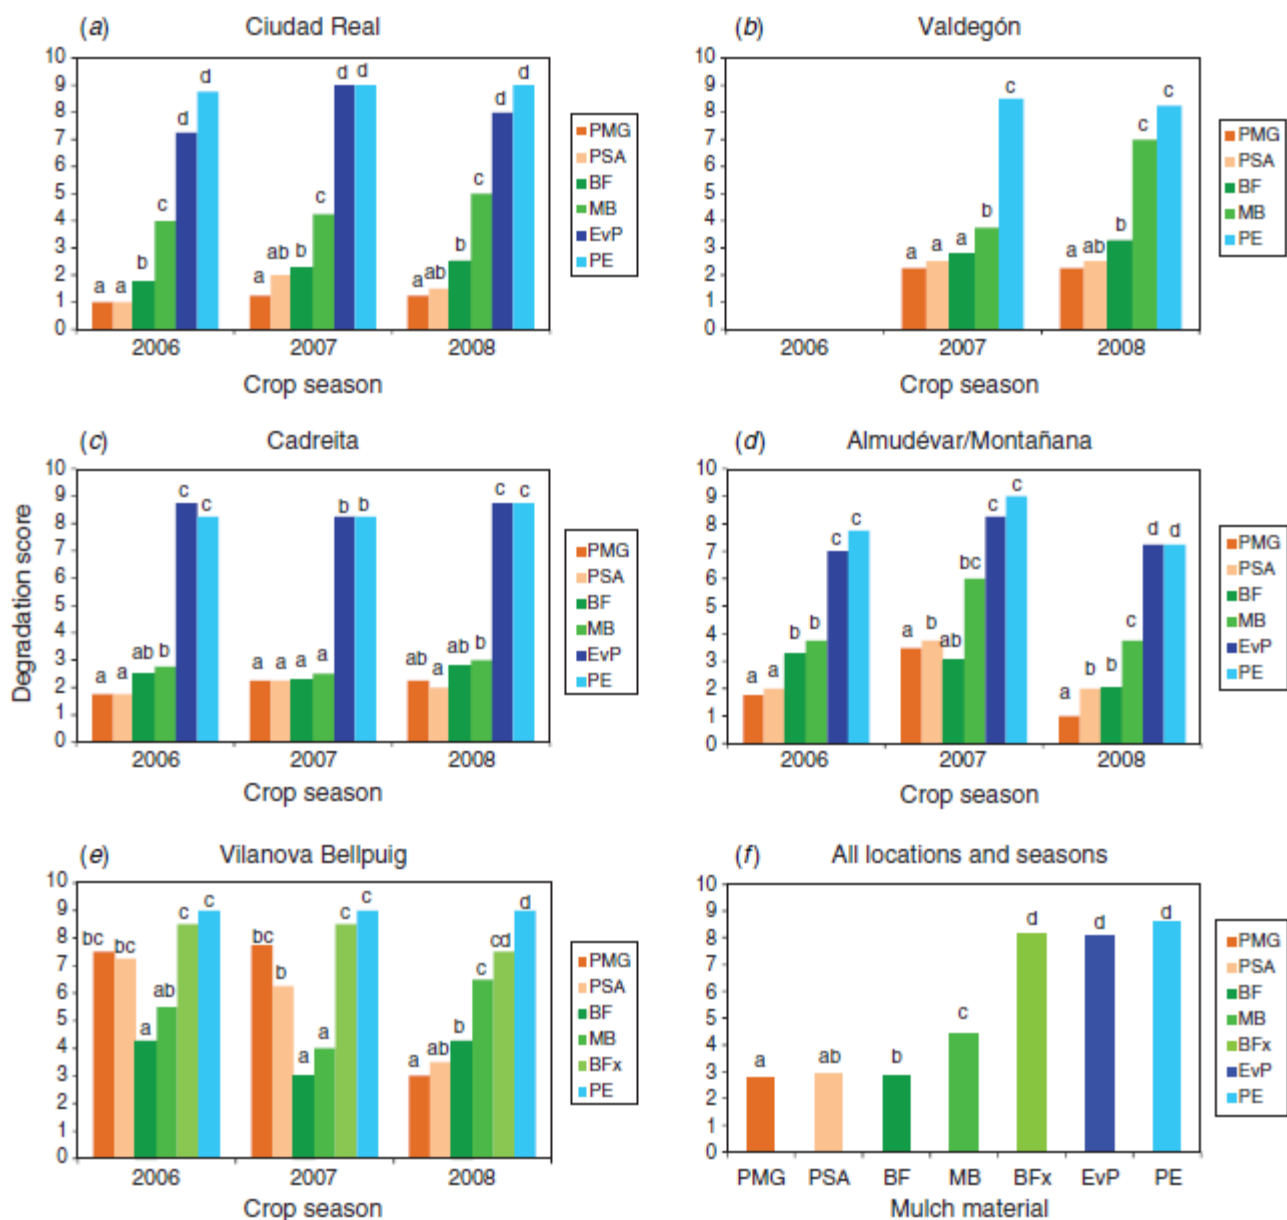 (a) Ciudad Real
10
9
8
7
6
5
4
3
2
1
0
a a b c d d
a ab b c d d
a ab b c d d
2006 2007 2008
Crop season
PMG
PSA
BF
MB
EvP
PE
(b) Valdegón
10
9
8
7
6
5
4
3
2
1
0
a a a b c
a ab b c c
2006 2007 2008
Crop season
PMG
PSA
BF
MB
PE
Degradation score
(c) Cadreita
10
9
8
7
6
5
4
3
2
1
0
a a ab b c c
a a a a b b
ab a ab b c c
2006 2007 2008
Crop season
PMG
PSA
BF
MB
EvP
PE
(d) Almudévar/Montañana
10
9
8
7
6
5
4
3
2
1
0
a a b b c c
a b ab bc c c
a b b c d d
2006 2007 2008
Crop season
PMG
PSA
BF
MB
EvP
PE
(e) Vilanova Bellpuig
10
9
8
7
6
5
4
3
2
1
0
bc bc a ab c c
bc b a a c c
a ab b c cd d
2006 2007 2008
Crop season
PMG
PSA
BF
MB
BFx
PE
(f) All locations and seasons
10
9
8
7
6
5
4
3
2
1
0
a ab b c d d d
PMG PSA BF MB BFx EvP PE
Mulch material
PMG
PSA
BF
MB
BFx
EvP
PE